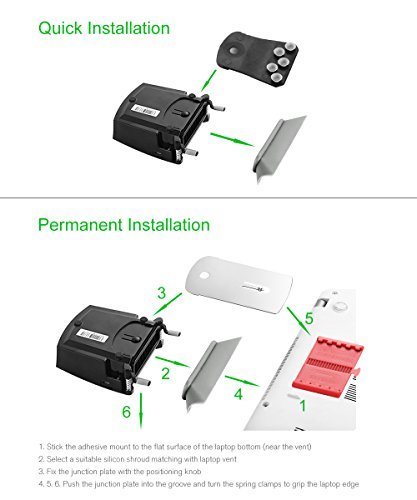 Quick Installation
Permanent Installation
3
5
2
4
1
6
1. Stick the adhesive mount to the flat surface of the laptop bottom (near the vent)
2. Select a suitable silicon shroud matching with laptop vent
3. Fix the junction plate with the positioning knob
4, 5, 6. Push the junction plate into the groove and turn the spring clamps to grip the laptop edge